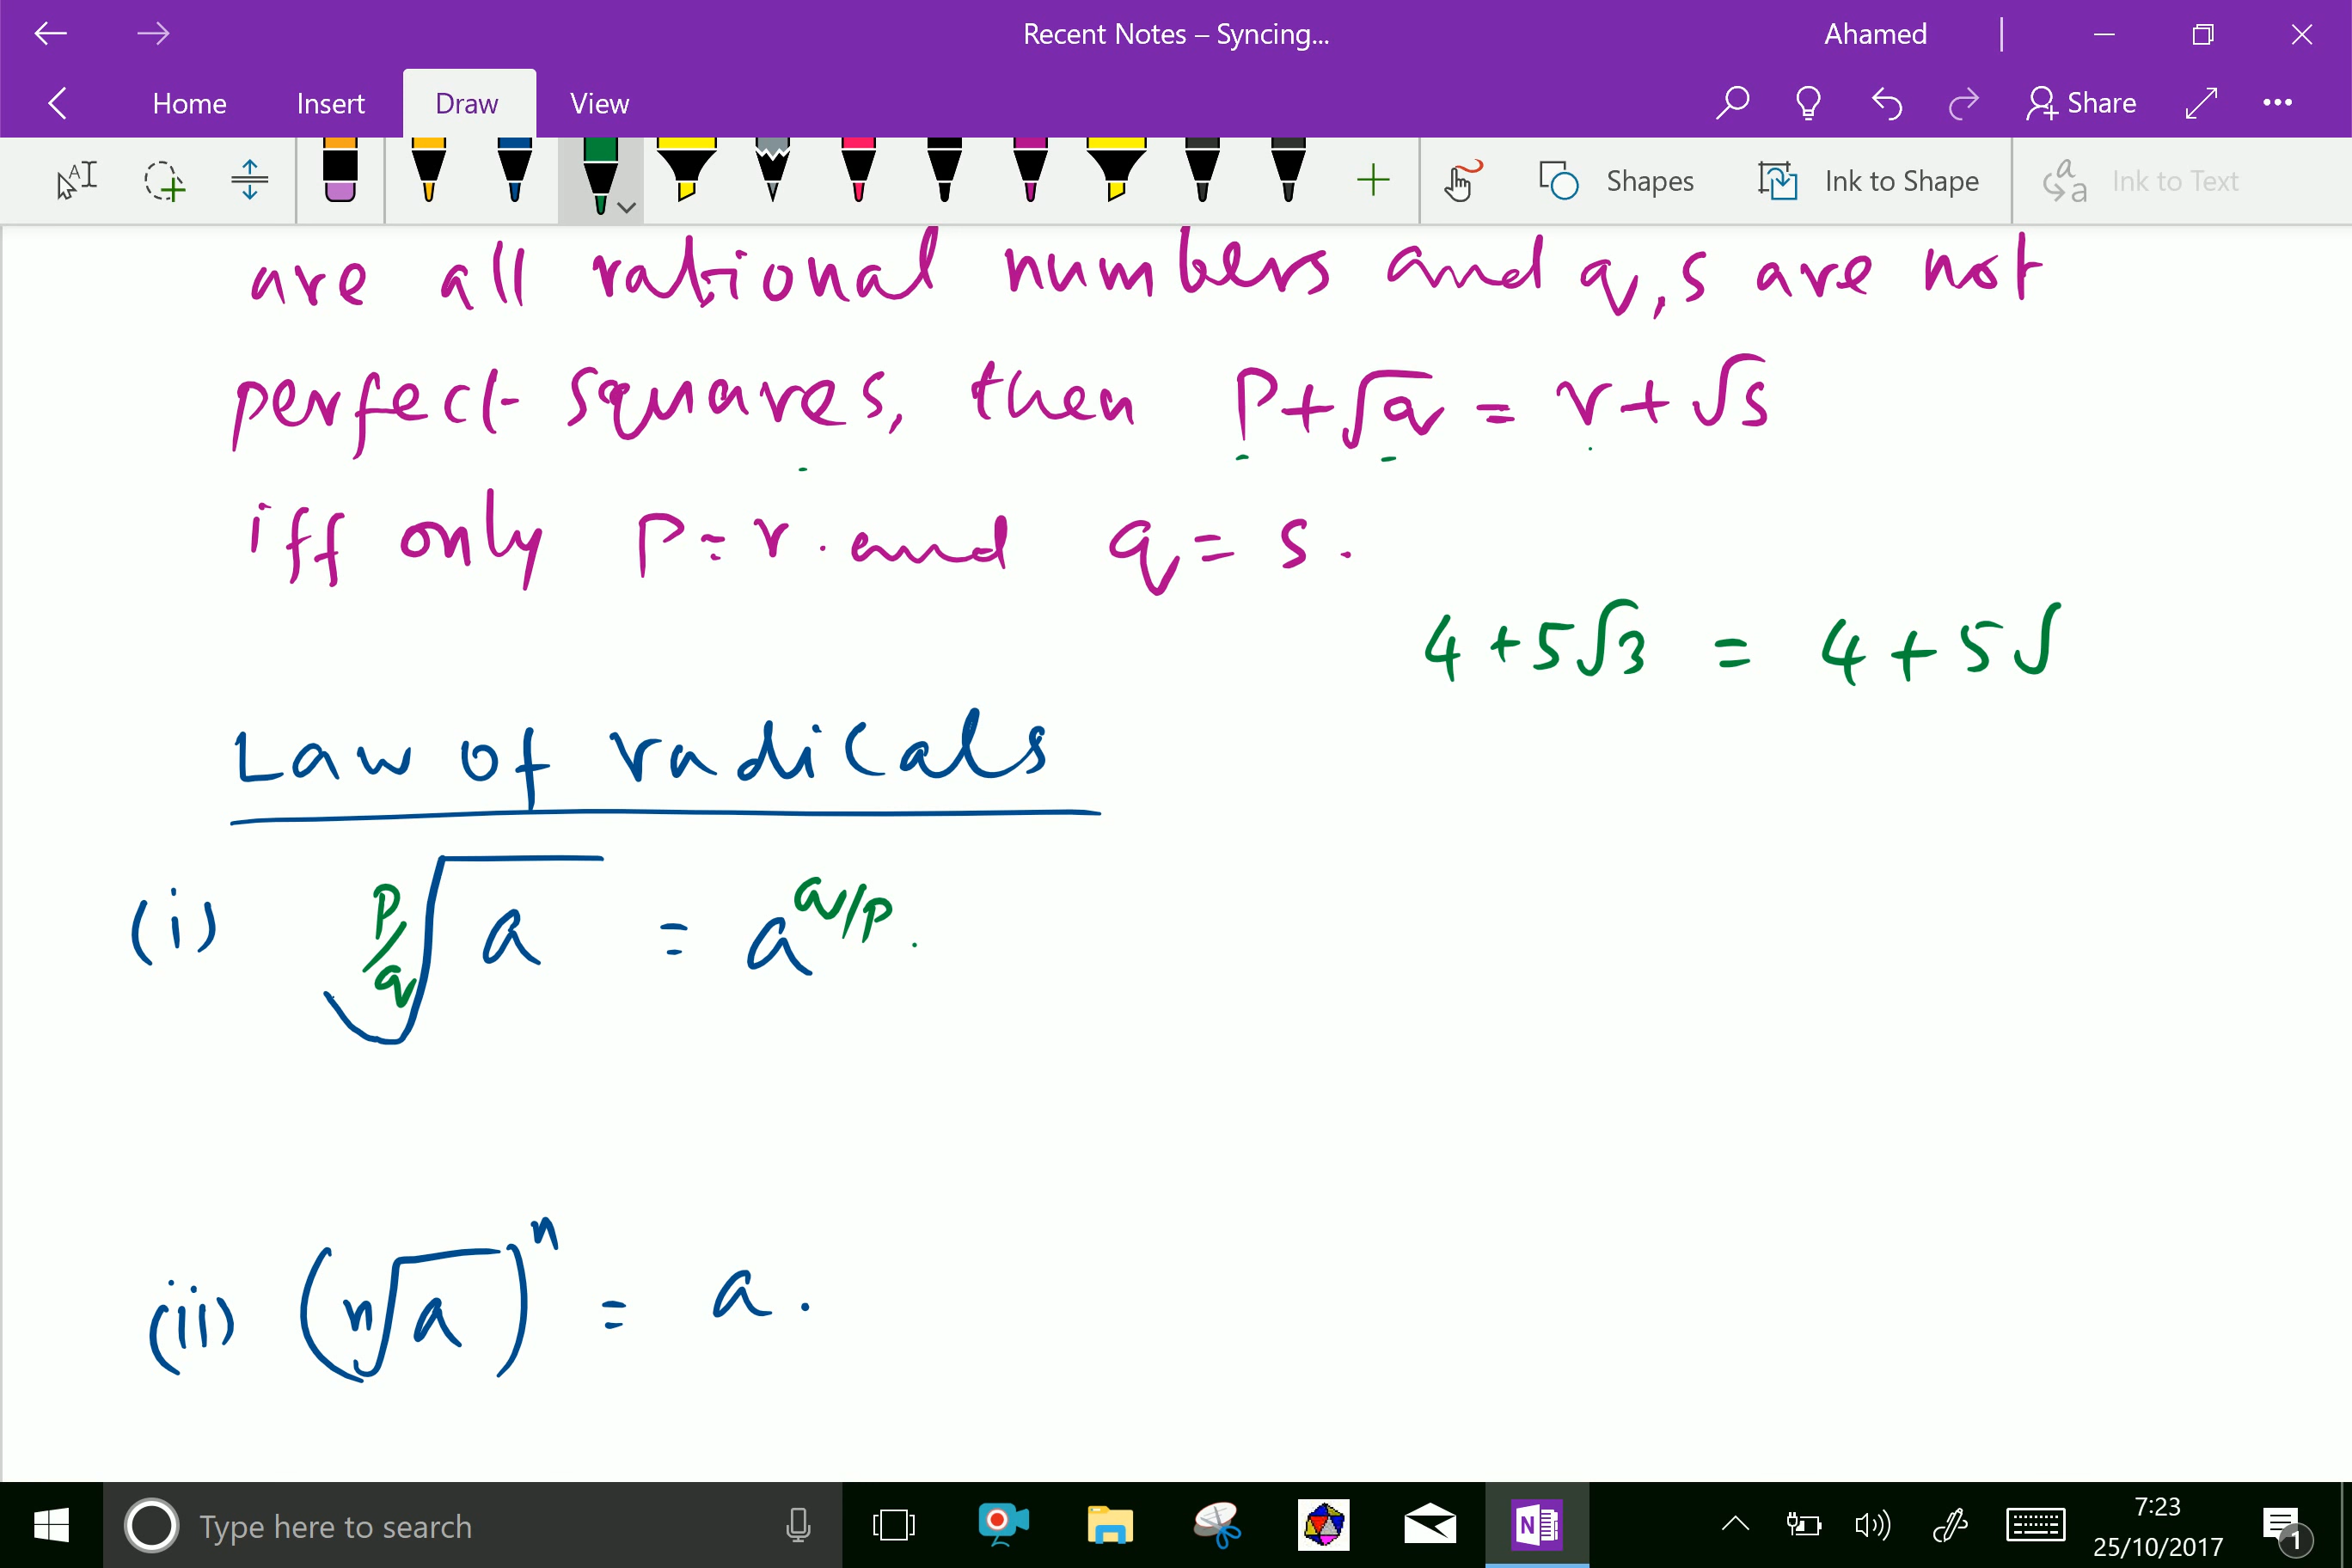 Recent Notes – Syncing...
Ahamed
Home Insert Draw View Share
Shapes Ink to Shape Ink to Text
are all rational numbers and q, s are not
perfect squares, then P+√q = r+√s
iff only P=r. and q = s.
4 +5√3 = 4 +5√
Law of radicals
(i) p/q√a = a^q/p.
(ii) (n√a)^n = a.
Type here to search
7:23
25/10/2017
1